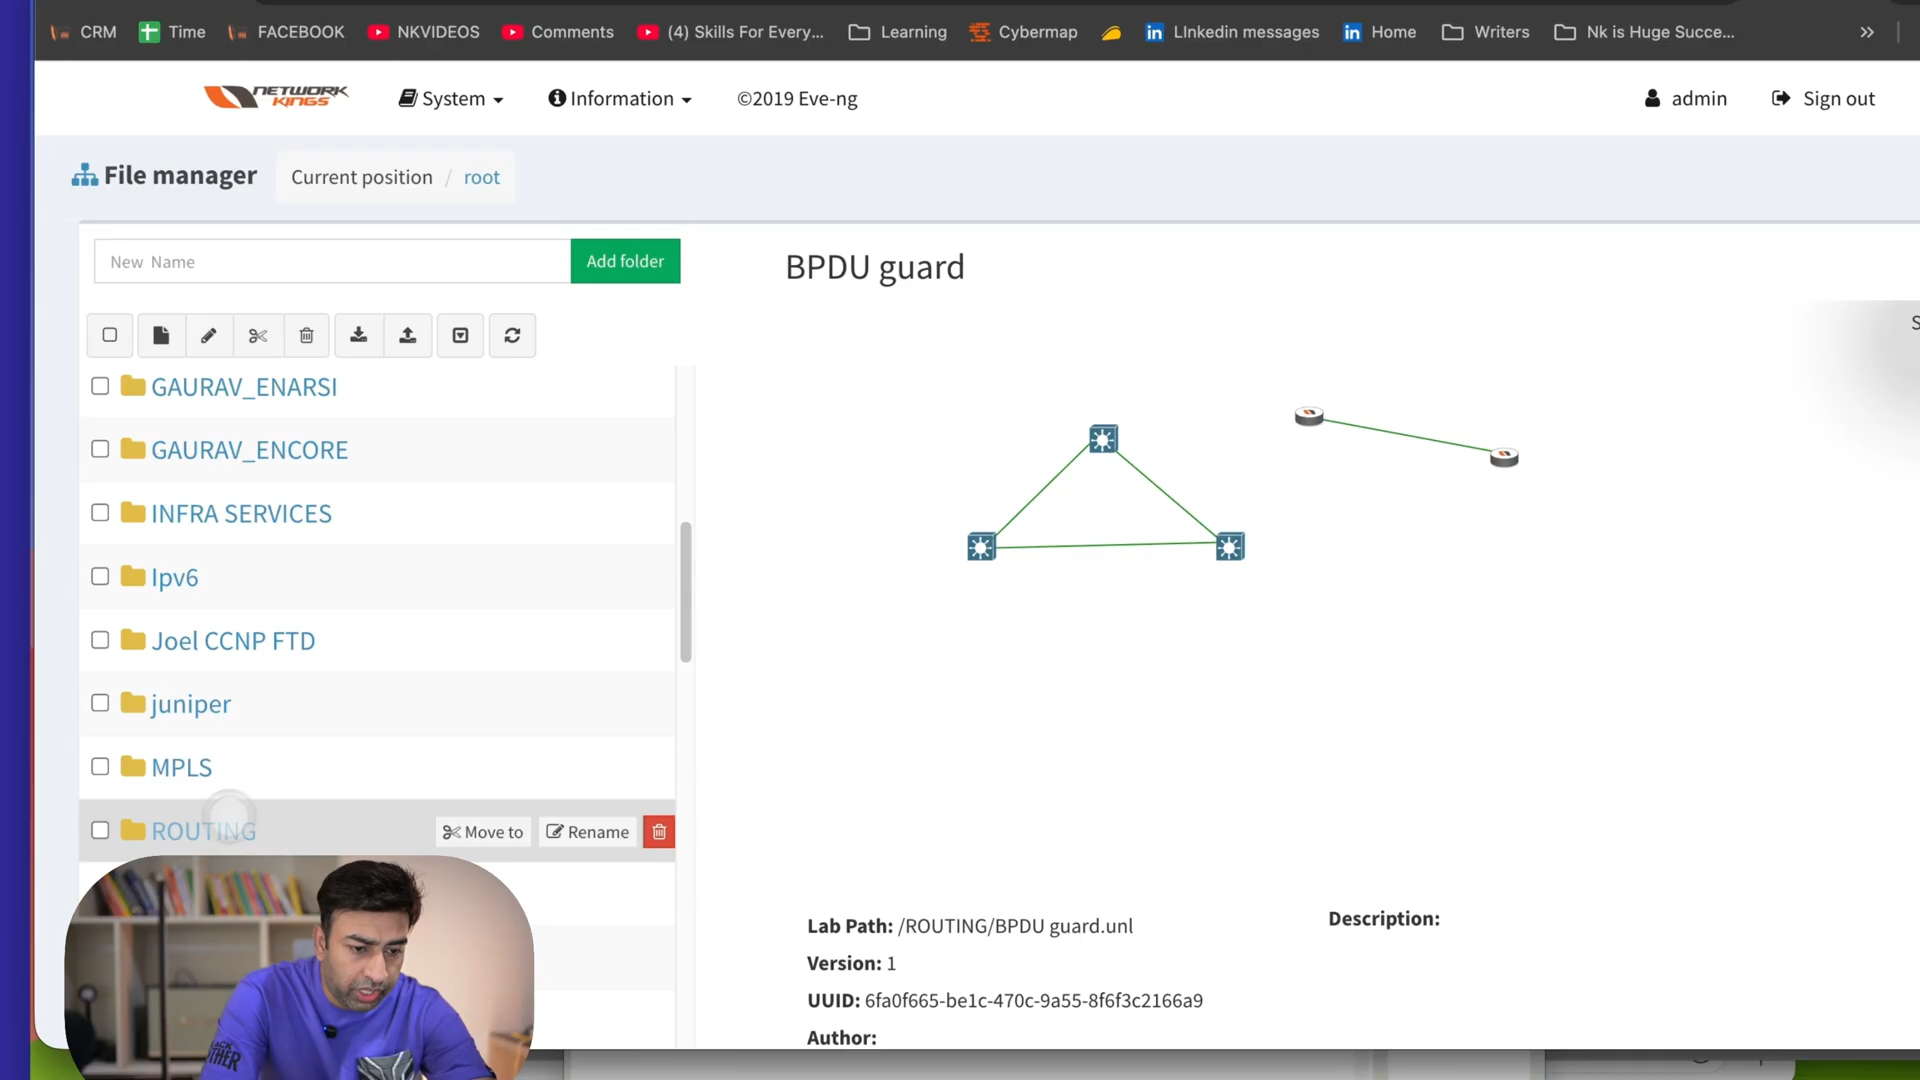 CRM
Time
FACEBOOK
NKVIDEOS
Comments
(4) Skills For Every...
Learning
Cybermap
LInkedin messages
Home
Writers
Nk is Huge Succe...
NETWORK
KINGS
System
Information
©2019 Eve-ng
admin
Sign out
File manager
Current position / root
New Name
Add folder
BPDU guard
S
GAURAV_ENARSI
GAURAV_ENCORE
INFRA SERVICES
Ipv6
Joel CCNP FTD
juniper
MPLS
ROUTING
Move to
Rename
Lab Path: /ROUTING/BPDU guard.unl
Description:
Version: 1
UUID: 6fa0f665-be1c-470c-9a55-8f6f3c2166a9
Author: